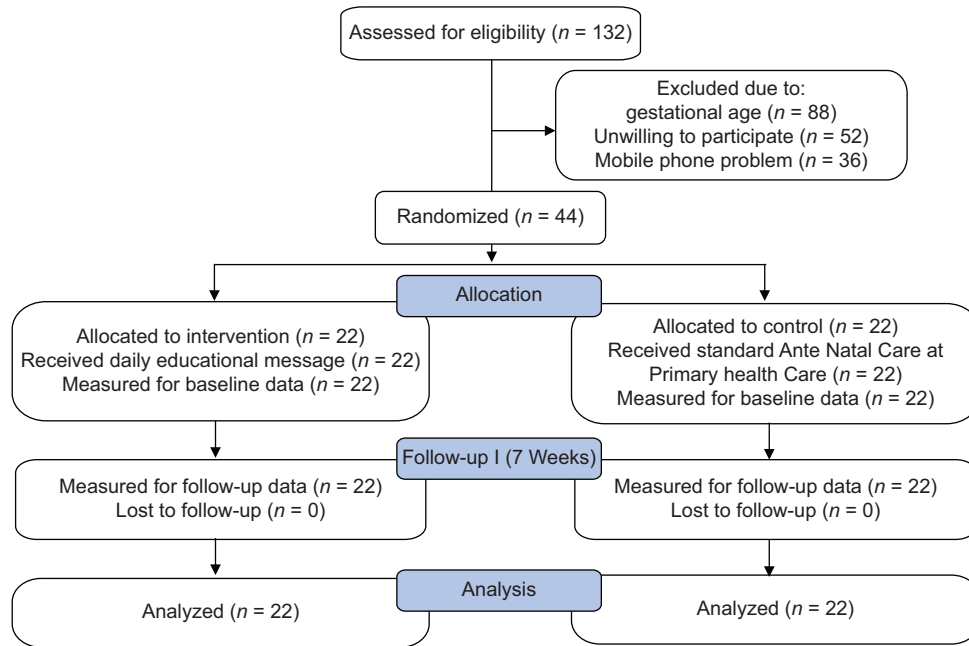 Assessed for eligibility (n = 132)
Excluded due to:
gestational age (n = 88)
Unwilling to participate (n = 52)
Mobile phone problem (n = 36)
Randomized (n = 44)
Allocation
Allocated to intervention (n = 22)
Received daily educational message (n = 22)
Measured for baseline data (n = 22)
Allocated to control (n = 22)
Received standard Ante Natal Care at
Primary health Care (n = 22)
Measured for baseline data (n = 22)
Follow-up I (7 Weeks)
Measured for follow-up data (n = 22)
Lost to follow-up (n = 0)
Measured for follow-up data (n = 22)
Lost to follow-up (n = 0)
Analysis
Analyzed (n = 22)
Analyzed (n = 22)